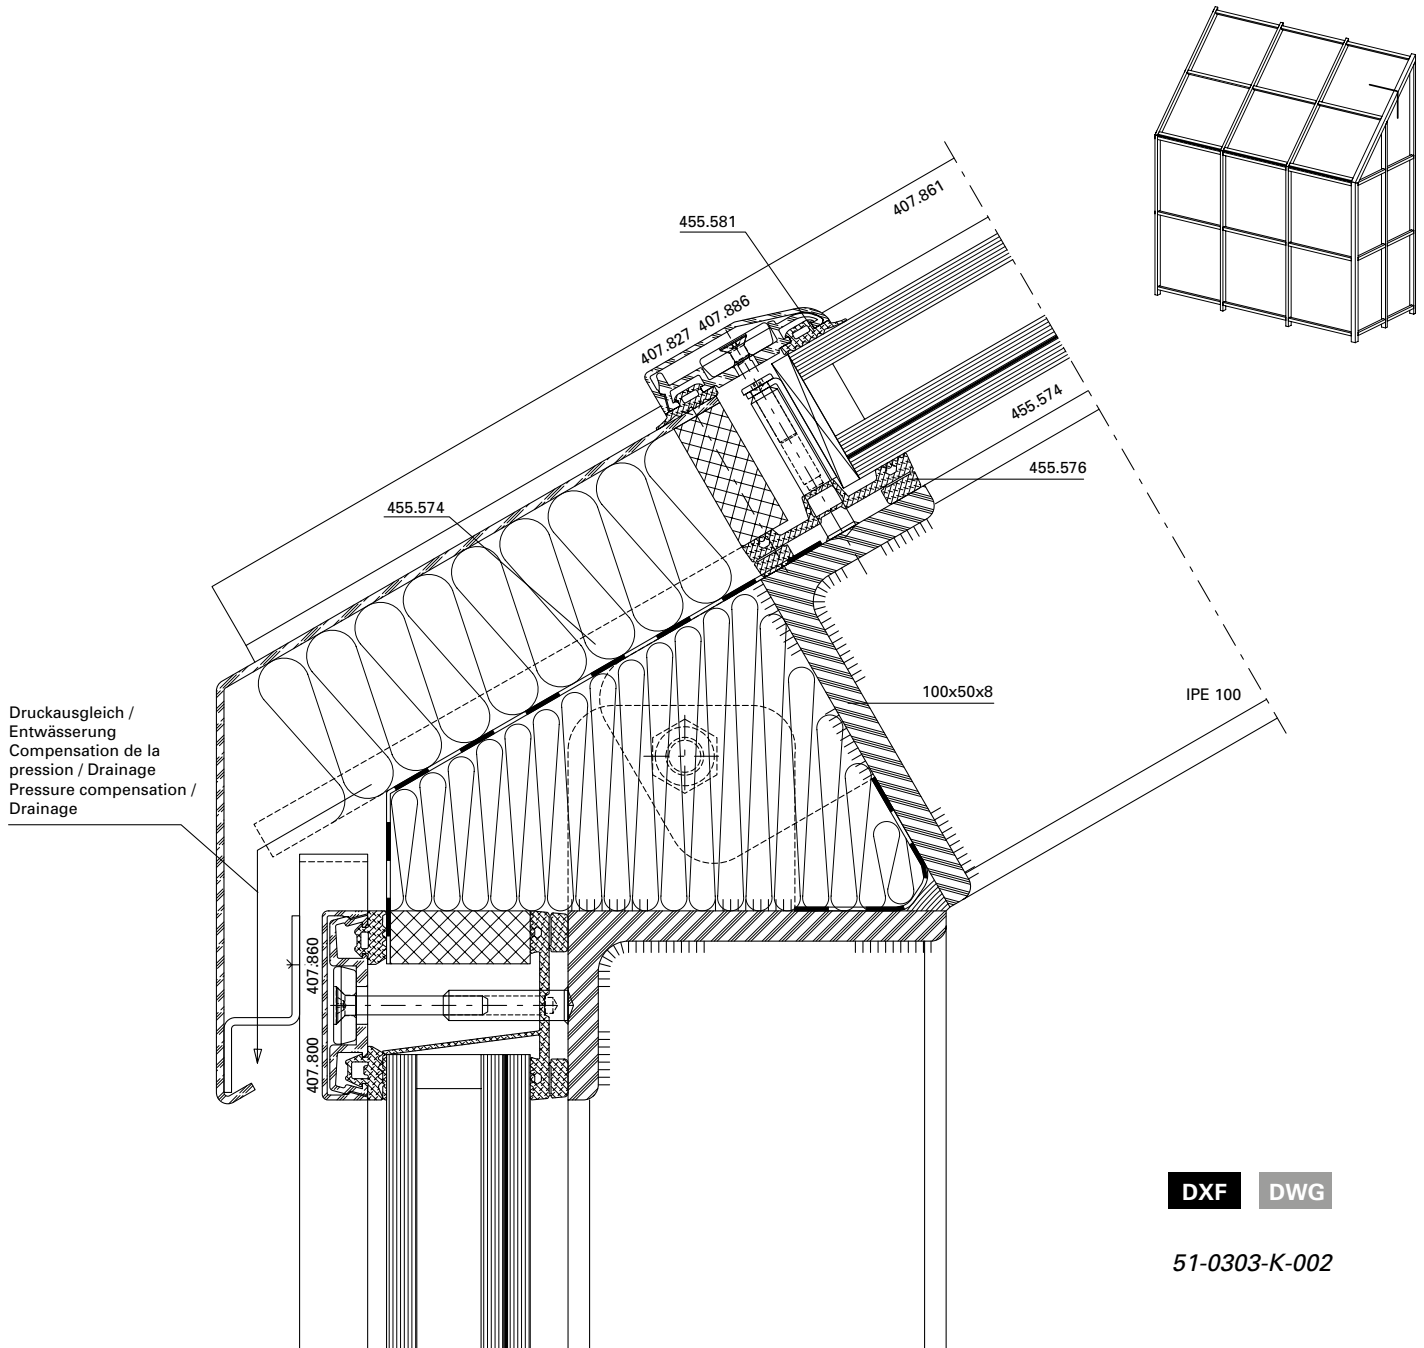 407.861
455.581
407.827 407.886
455.574
455.576
455.574
100x50x8
IPE 100
Druckausgleich /
Entwässerung
Compensation de la
pression / Drainage
Pressure compensation /
Drainage
407.860
407.800
DXF DWG
51-0303-K-002